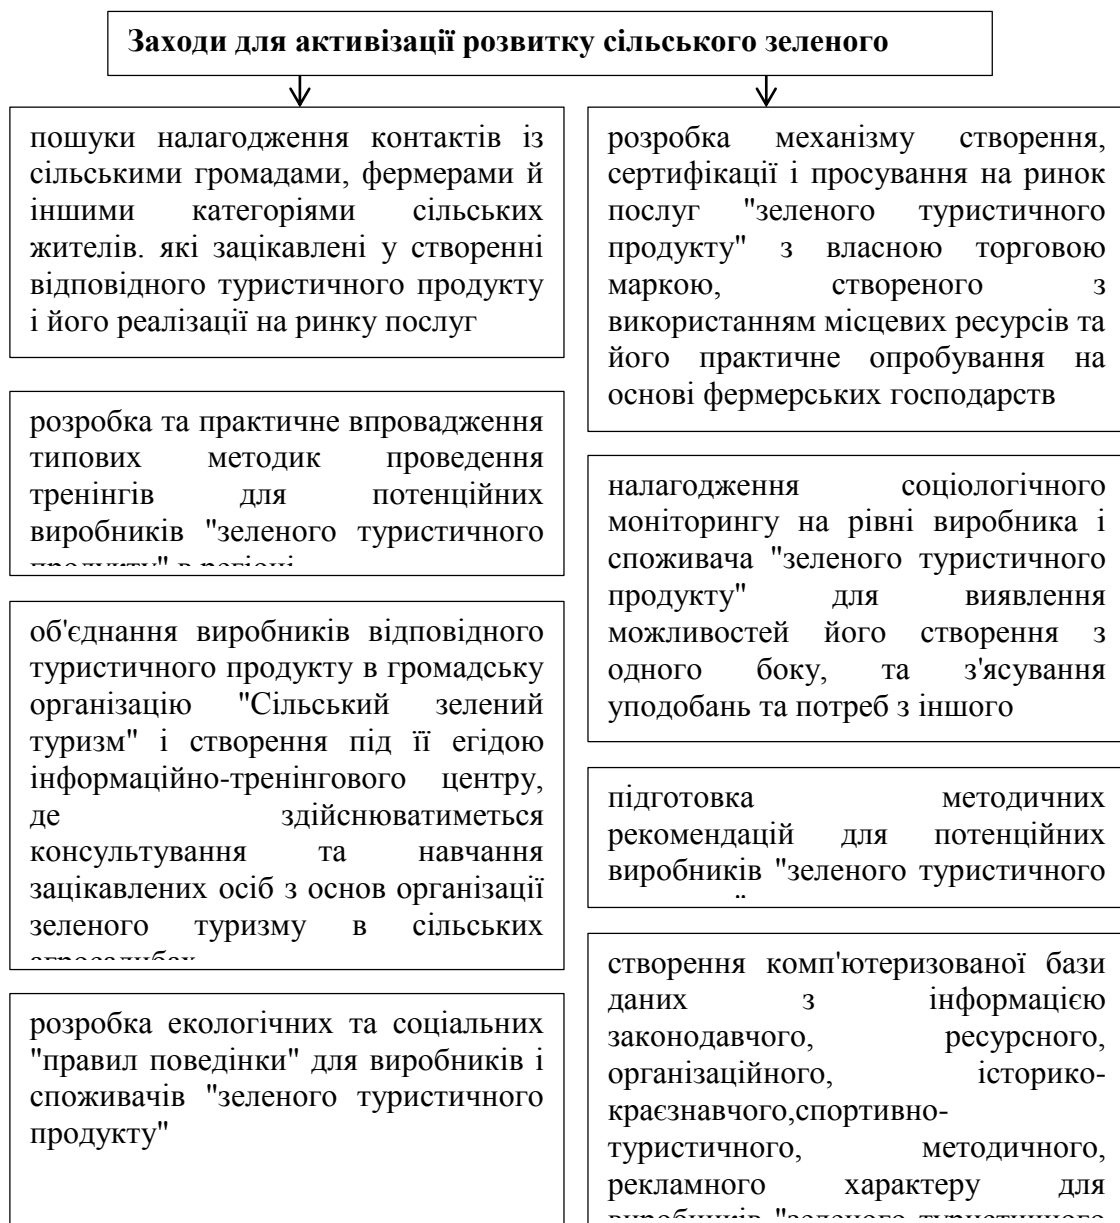 Заходи для активізації розвитку сільського зеленого
пошуки налагодження контактів із
сільськими громадами, фермерами й
іншими категоріями сільських
жителів. які зацікавлені у створенні
відповідного туристичного продукту
і його реалізації на ринку послуг
розробка та практичне впровадження
типових методик проведення
тренінгів для потенційних
виробників "зеленого туристичного
продукту" в регіоні
об'єднання виробників відповідного
туристичного продукту в громадську
організацію "Сільський зелений
туризм" і створення під її егідою
інформаційно-тренінгового центру,
де здійснюватиметься
консультування та навчання
зацікавлених осіб з основ організації
зеленого туризму в сільських
агросадибах
розробка екологічних та соціальних
"правил поведінки" для виробників і
споживачів "зеленого туристичного
продукту"
розробка механізму створення,
сертифікації і просування на ринок
послуг "зеленого туристичного
продукту" з власною торговою
маркою, створеного з
використанням місцевих ресурсів та
його практичне опробування на
основі фермерських господарств
налагодження соціологічного
моніторингу на рівні виробника і
споживача "зеленого туристичного
продукту" для виявлення
можливостей його створення з
одного боку, та з'ясування
уподобань та потреб з іншого
підготовка методичних
рекомендацій для потенційних
виробників "зеленого туристичного
створення комп'ютеризованої бази
даних з інформацією
законодавчого, ресурсного,
організаційного, історико-
краєзнавчого,спортивно-
туристичного, методичного,
рекламного характеру для
виробників "зеленого туристичного